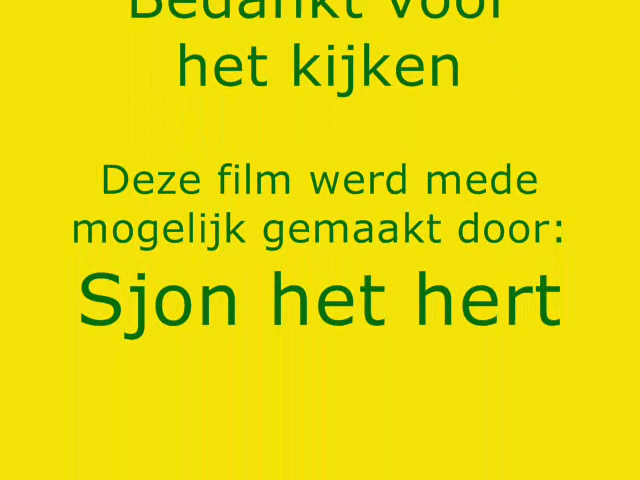 Bedankt voor
het kijken
Deze film werd mede
mogelijk gemaakt door:
Sjon het hert